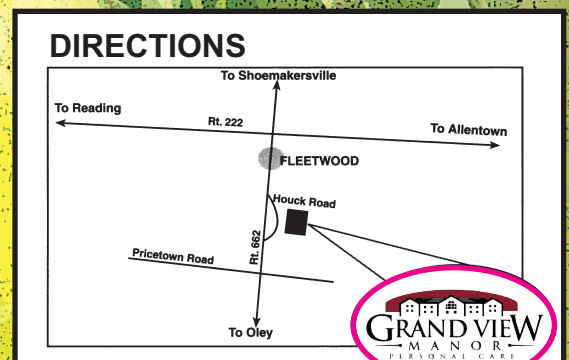 DIRECTIONS
To Shoemakersville
To Reading
Rt. 222
To Allentown
FLEETWOOD
Houck Road
Rt. 662
Pricetown Road
To Oley
GRAND VIEW
MANOR
PERSONAL CARE